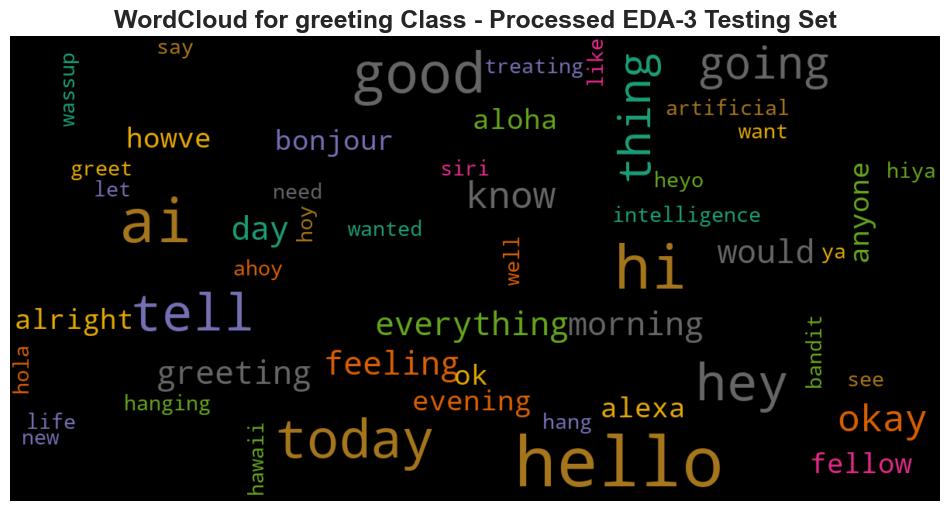 WordCloud for greeting Class - Processed EDA-3 Testing Set
say
wassup
good
treating
like
thing
going
artificial
want
howve
bonjour
aloha
greet
let
need
siri
know
heyo
anyone
hiya
ai
day
hoy
wanted
intelligence
ahoy
well
hi
would
ya
alright
tell
everything
morning
bandit
hola
greeting
feeling
ok
hey
see
hanging
evening
alexa
okay
life
new
hawaii
today
hang
hello
fellow